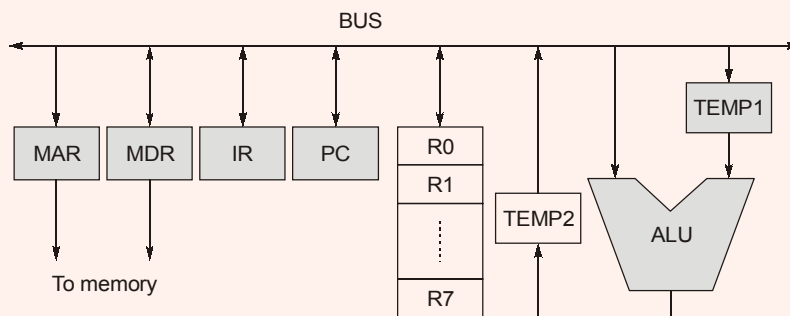 BUS
TEMP1
MAR MDR IR PC R0
R1
TEMP2
ALU
To memory
R7